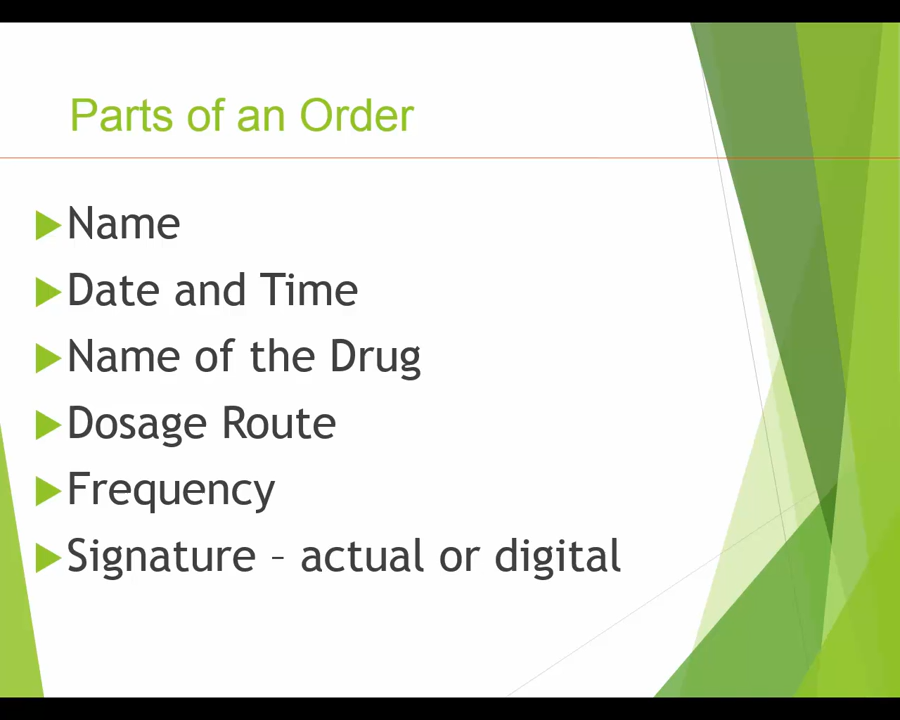 Parts of an Order
Name
Date and Time
Name of the Drug
Dosage Route
Frequency
Signature – actual or digital